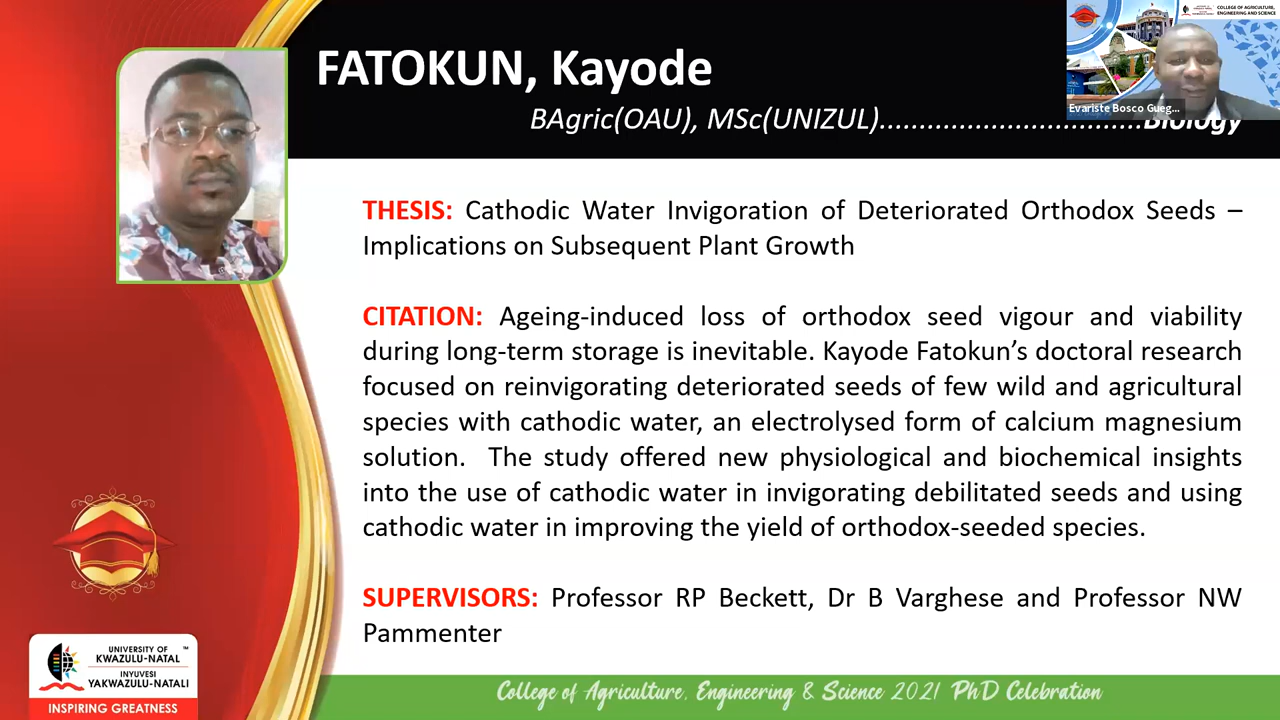 FATOKUN, Kayode
BAgric(OAU), MSc(UNIZUL).................................Biology
COLLEGE OF AGRICULTURE,
ENGINEERING AND SCIENCE
Evariste Bosco Gueg...
THESIS: Cathodic Water Invigoration of Deteriorated Orthodox Seeds –
Implications on Subsequent Plant Growth
CITATION: Ageing-induced loss of orthodox seed vigour and viability
during long-term storage is inevitable. Kayode Fatokun’s doctoral research
focused on reinvigorating deteriorated seeds of few wild and agricultural
species with cathodic water, an electrolysed form of calcium magnesium
solution.  The study offered new physiological and biochemical insights
into the use of cathodic water in invigorating debilitated seeds and using
cathodic water in improving the yield of orthodox-seeded species.
SUPERVISORS: Professor RP Beckett, Dr B Varghese and Professor NW
Pammenter
UNIVERSITY OF ™
KWAZULU-NATAL
INYUVESI
YAKWAZULU-NATALI
INSPIRING GREATNESS
College of Agriculture, Engineering & Science 2021 PhD Celebration